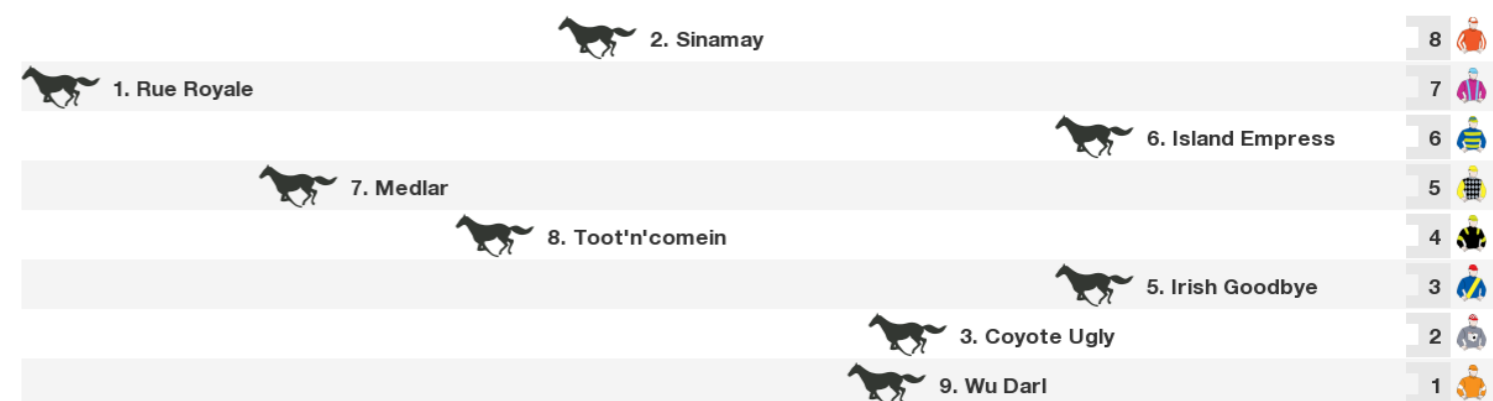 2. Sinamay 8
1. Rue Royale 7
6. Island Empress 6
7. Medlar 5
8. Toot'n'comein 4
5. Irish Goodbye 3
3. Coyote Ugly 2
9. Wu Darl 1